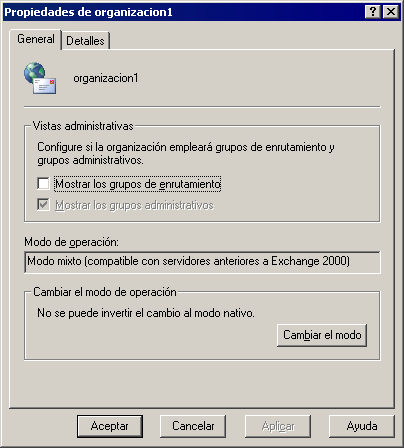 Propiedades de organizacion1
General
Detalles
organizacion1
Vistas administrativas
Configure si la organización empleará grupos de enrutamiento y
grupos administrativos.
Mostrar los grupos de enrutamiento
Mostrar los grupos administrativos
Modo de operación:
Modo mixto (compatible con servidores anteriores a Exchange 2000)
Cambiar el modo de operación
No se puede invertir el cambio al modo nativo.
Cambiar el modo
Aceptar
Cancelar
Aplicar
Ayuda